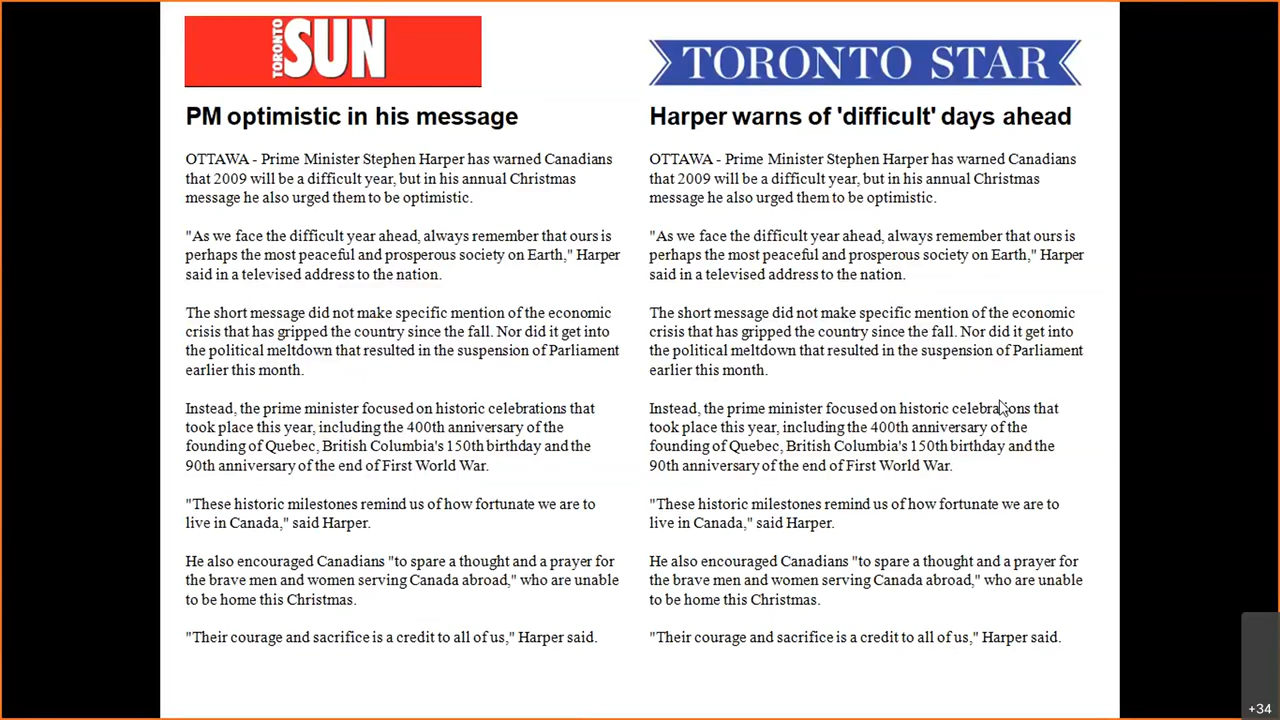 TORONTO SUN
PM optimistic in his message
OTTAWA - Prime Minister Stephen Harper has warned Canadians
that 2009 will be a difficult year, but in his annual Christmas
message he also urged them to be optimistic.
"As we face the difficult year ahead, always remember that ours is
perhaps the most peaceful and prosperous society on Earth," Harper
said in a televised address to the nation.
The short message did not make specific mention of the economic
crisis that has gripped the country since the fall. Nor did it get into
the political meltdown that resulted in the suspension of Parliament
earlier this month.
Instead, the prime minister focused on historic celebrations that
took place this year, including the 400th anniversary of the
founding of Quebec, British Columbia's 150th birthday and the
90th anniversary of the end of First World War.
"These historic milestones remind us of how fortunate we are to
live in Canada," said Harper.
He also encouraged Canadians "to spare a thought and a prayer for
the brave men and women serving Canada abroad," who are unable
to be home this Christmas.
"Their courage and sacrifice is a credit to all of us," Harper said.
TORONTO STAR
Harper warns of 'difficult' days ahead
OTTAWA - Prime Minister Stephen Harper has warned Canadians
that 2009 will be a difficult year, but in his annual Christmas
message he also urged them to be optimistic.
"As we face the difficult year ahead, always remember that ours is
perhaps the most peaceful and prosperous society on Earth," Harper
said in a televised address to the nation.
The short message did not make specific mention of the economic
crisis that has gripped the country since the fall. Nor did it get into
the political meltdown that resulted in the suspension of Parliament
earlier this month.
Instead, the prime minister focused on historic celebrations that
took place this year, including the 400th anniversary of the
founding of Quebec, British Columbia's 150th birthday and the
90th anniversary of the end of First World War.
"These historic milestones remind us of how fortunate we are to
live in Canada," said Harper.
He also encouraged Canadians "to spare a thought and a prayer for
the brave men and women serving Canada abroad," who are unable
to be home this Christmas.
"Their courage and sacrifice is a credit to all of us," Harper said.
+34